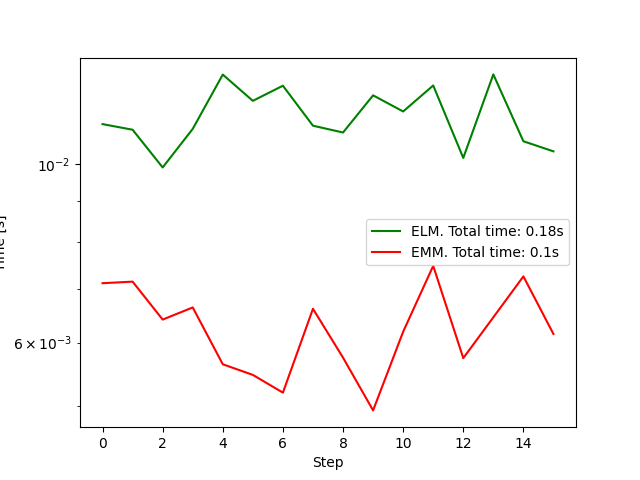 10⁻²
6 × 10⁻³
Time [s]
ELM. Total time: 0.18s
EMM. Total time: 0.1s
0 2 4 6 8 10 12 14
Step